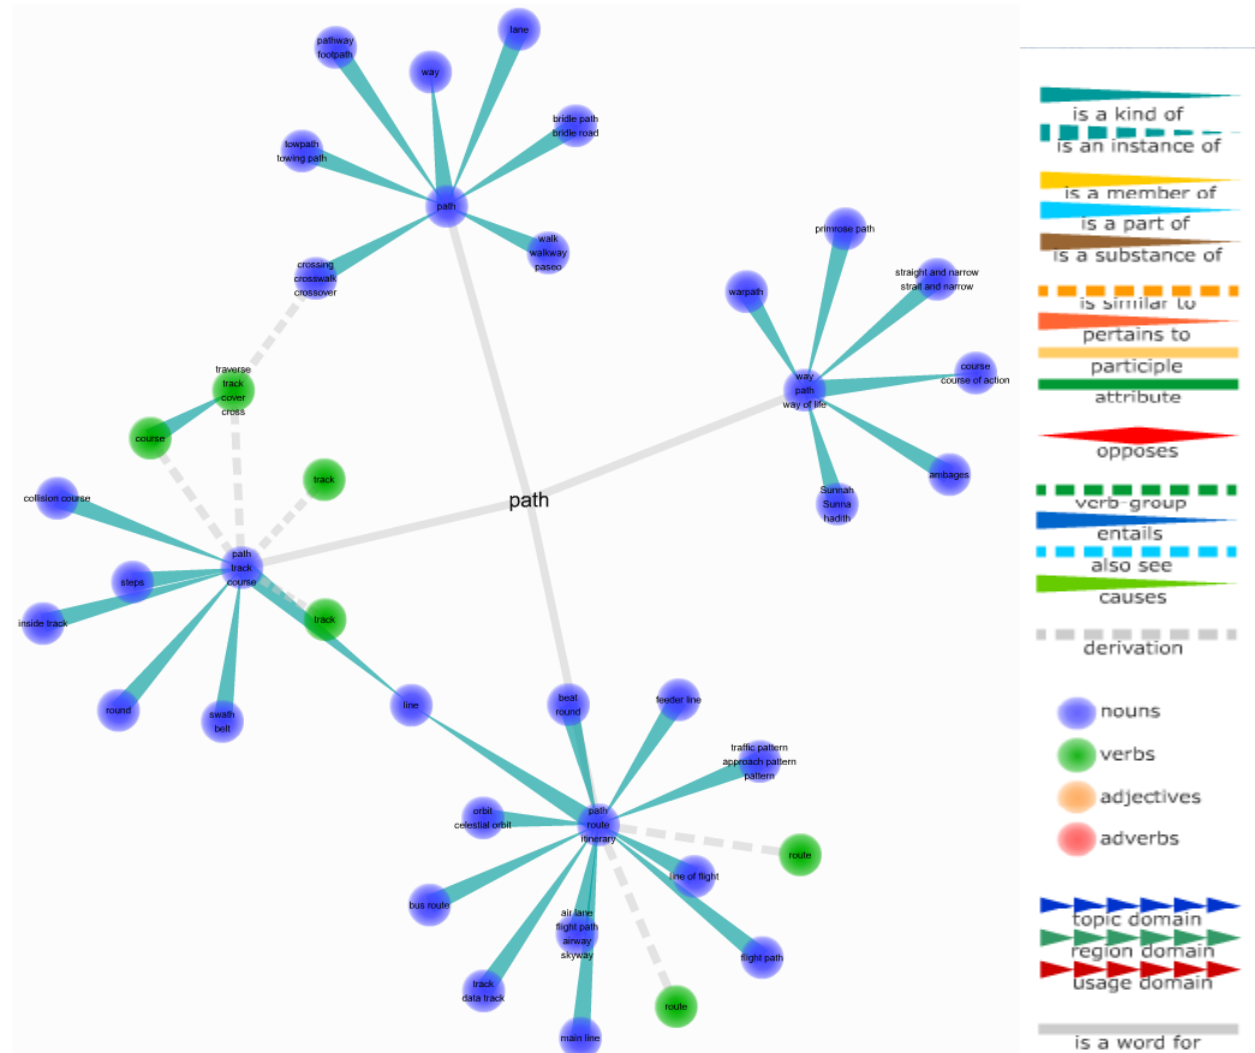 lane
pathway
footpath
way
bridle path
bridle road
towpath
towing path
path
walk
walkway
paseo
crossing
crosswalk
crossover
primrose path
straight and narrow
strait and narrow
warpath
course
course of action
way
path
way of life
ambages
Sunnah
Sunna
hadith
traverse
track
cover
cross
course
track
collision course
path
path
track
course
steps
inside track
track
round
swath
belt
line
beat
round
feeder line
traffic pattern
approach pattern
pattern
orbit
celestial orbit
path
route
itinerary
route
line of flight
bus route
air lane
flight path
airway
skyway
flight path
track
data track
route
main line
is a kind of
is an instance of
is a member of
is a part of
is a substance of
is similar to
pertains to
participle
attribute
opposes
verb-group
entails
also see
causes
derivation
nouns
verbs
adjectives
adverbs
topic domain
region domain
usage domain
is a word for